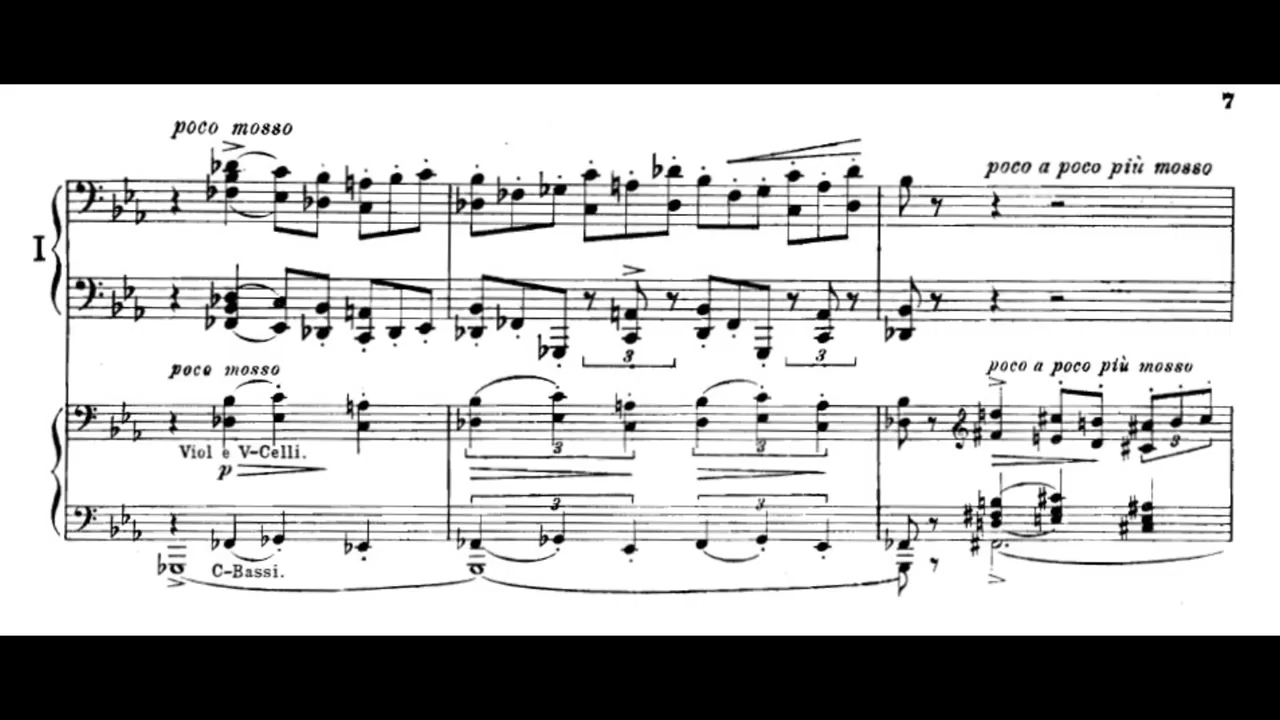 7
poco mosso
poco a poco più mosso
I
3
3
poco mosso
poco a poco più mosso
Viol e V-Celli.
3
3
3
p
3
3
C-Bassi.